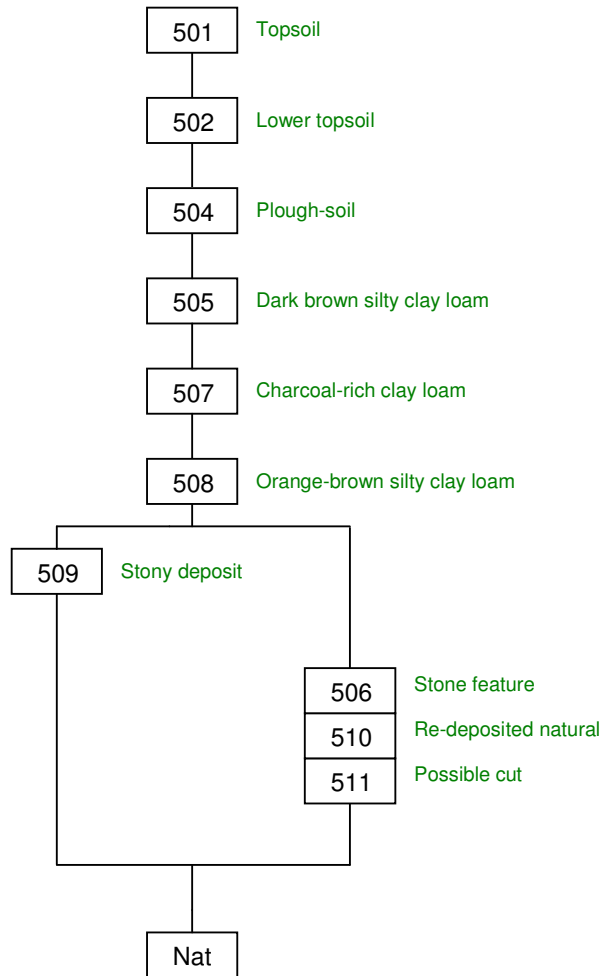 501 Topsoil
502 Lower topsoil
504 Plough-soil
505 Dark brown silty clay loam
507 Charcoal-rich clay loam
508 Orange-brown silty clay loam
509 Stony deposit
506 Stone feature
510 Re-deposited natural
511 Possible cut
Nat